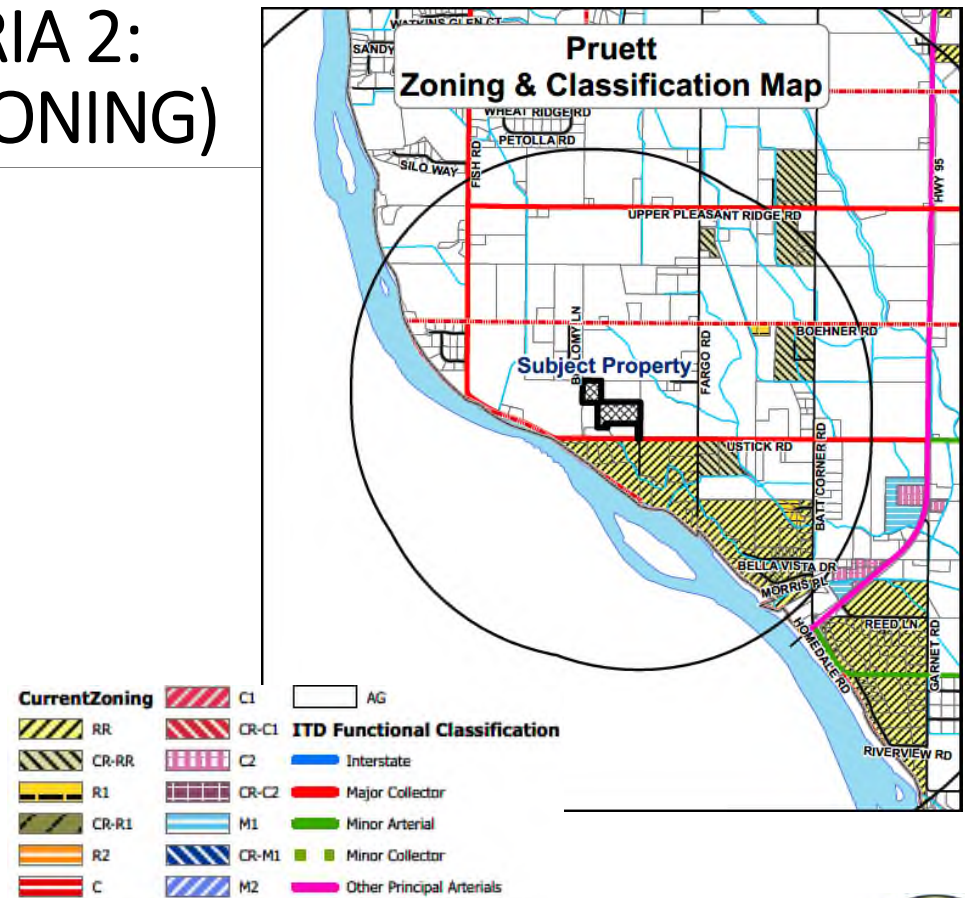 RIA 2:
ONING)
WATKINS GLEN CT
SANDY
Pruett
Zoning & Classification Map
WHEAT RIDGE RD
PETOLLA RD
SILO WAY
FISH RD
HWY 95
UPPER PLEASANT RIDGE RD
BOEHNER RD
FARGO RD
Subject Property
USTICK RD
BATT CORNER RD
BELLA VISTA DR
MORRIS PL
REED LN
HOMEDALE RD
GARNET RD
RIVERVIEW RD
CurrentZoning
RR
CR-RR
R1
CR-R1
R2
C
C1
CR-C1
C2
CR-C2
M1
CR-M1
M2
AG
ITD Functional Classification
Interstate
Major Collector
Minor Arterial
Minor Collector
Other Principal Arterials